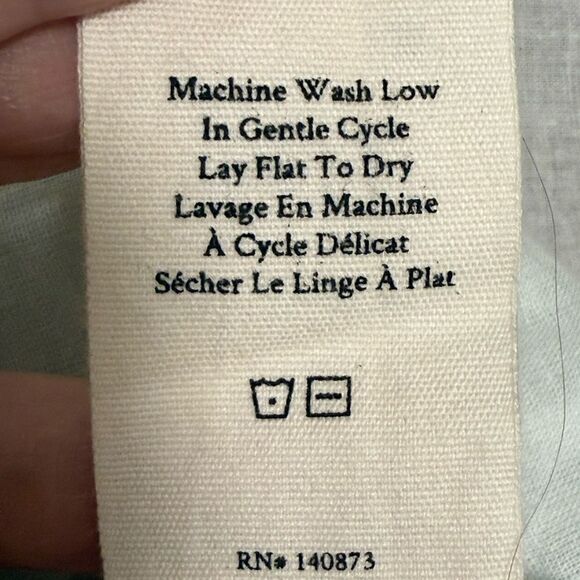 Machine Wash Low
In Gentle Cycle
Lay Flat To Dry
Lavage En Machine
À Cycle Délicat
Sécher Le Linge À Plat
RN# 140873